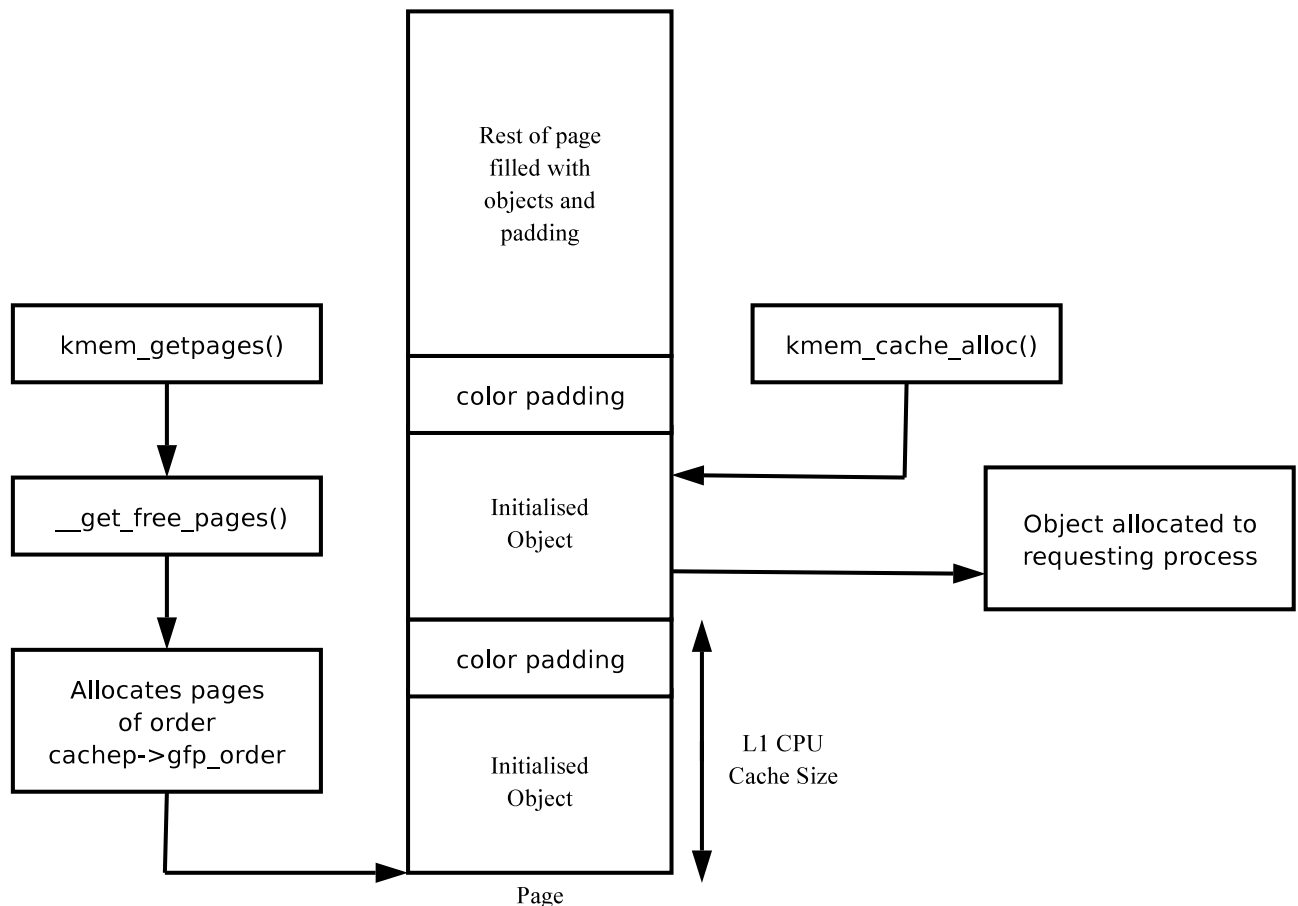 Rest of page
filled with
objects and
padding
kmem_getpages()
kmem_cache_alloc()
color padding
__get_free_pages()
Initialised
Object
Object allocated to
requesting process
color padding
Allocates pages
of order
cachep->gfp_order
Initialised
Object
L1 CPU
Cache Size
Page